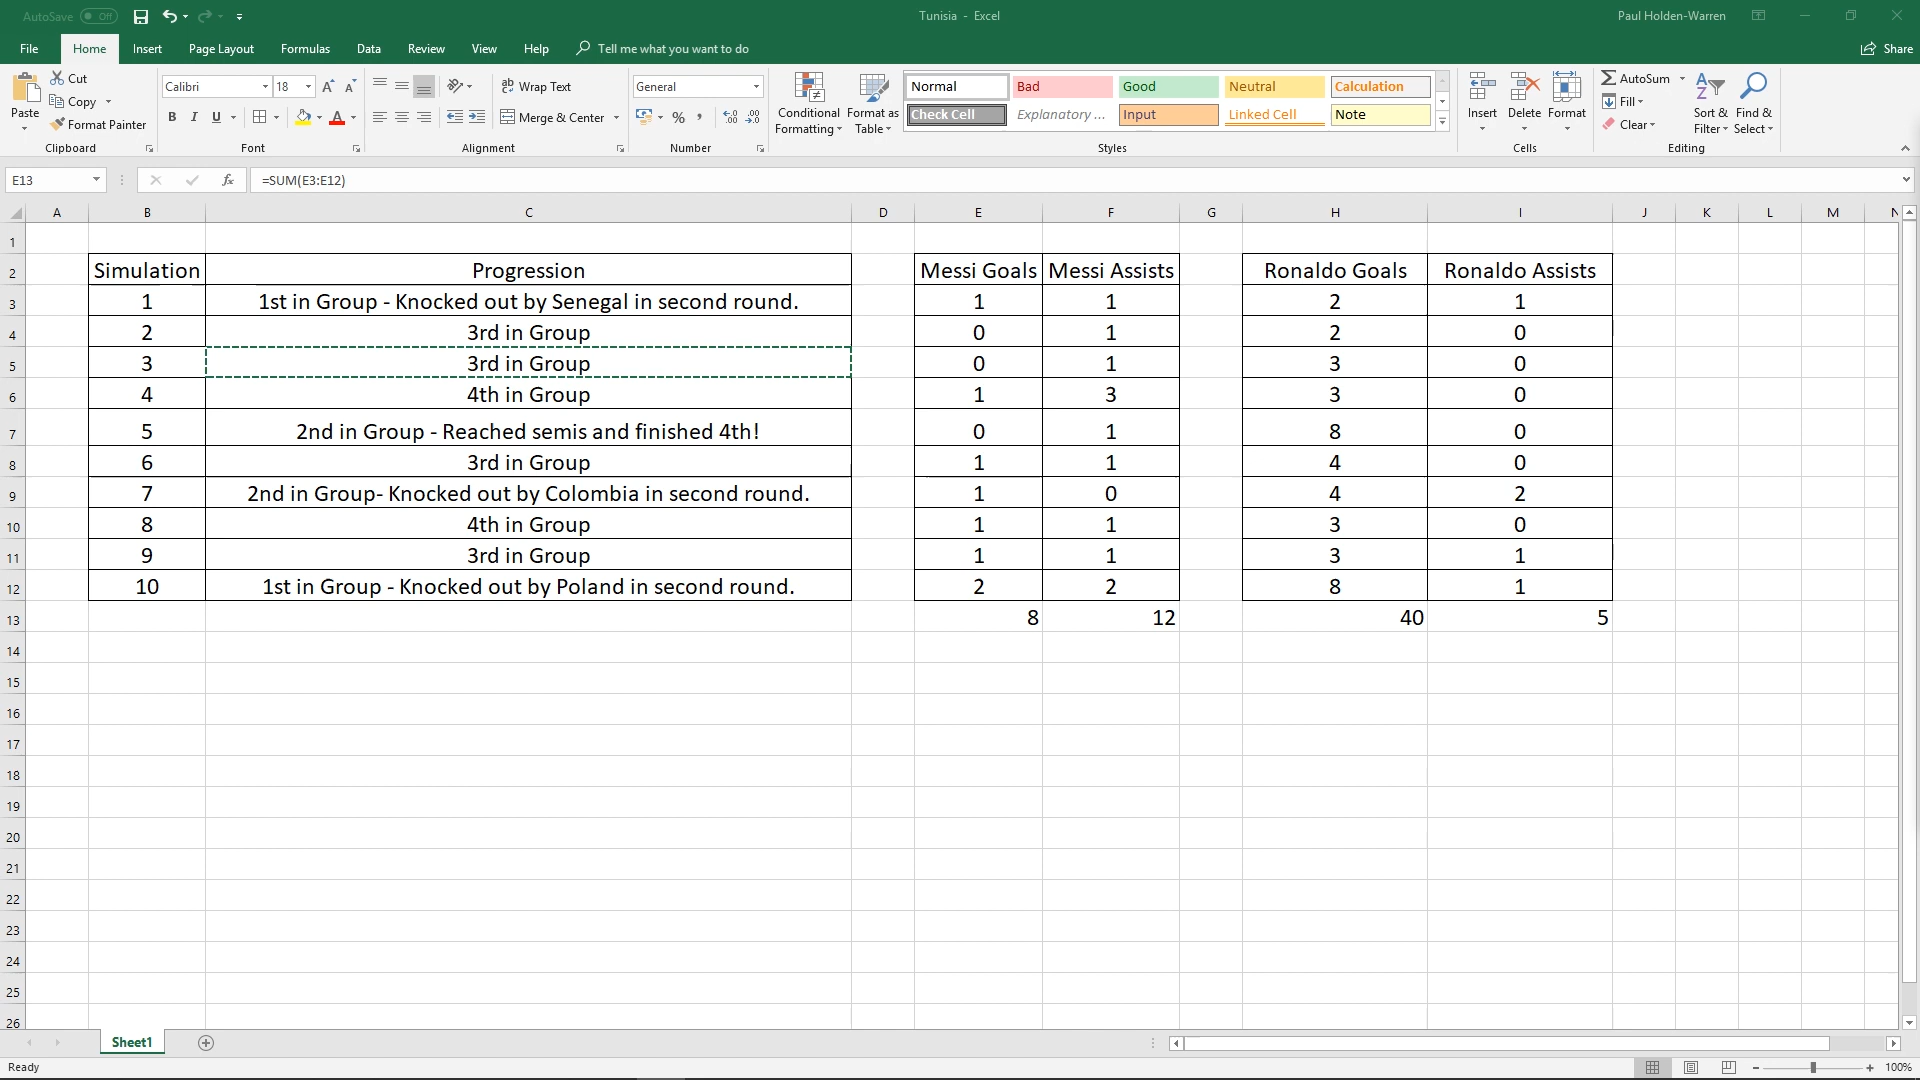 AutoSave Off Tunisia - Excel Paul Holden-Warren
File Home Insert Page Layout Formulas Data Review View Help Tell me what you want to do Share
Paste
Cut
Copy
Format Painter
Clipboard
Calibri 18
B I U A
Font
Wrap Text
Merge & Center
Alignment
General
%
Number
Conditional Formatting
Format as Table
Normal Bad Good Neutral Calculation
Check Cell Explanatory ... Input Linked Cell Note
Styles
Insert Delete Format
Cells
AutoSum
Fill
Clear
Sort & Filter
Find & Select
Editing
E13 fx =SUM(E3:E12)
A B C D E F G H I J K L M N
1
2 Simulation Progression Messi Goals Messi Assists Ronaldo Goals Ronaldo Assists
3 1 1st in Group - Knocked out by Senegal in second round. 1 1 2 1
4 2 3rd in Group 0 1 2 0
5 3 3rd in Group 0 1 3 0
6 4 4th in Group 1 3 3 0
7 5 2nd in Group - Reached semis and finished 4th! 0 1 8 0
8 6 3rd in Group 1 1 4 0
9 7 2nd in Group- Knocked out by Colombia in second round. 1 0 4 2
10 8 4th in Group 1 1 3 0
11 9 3rd in Group 1 1 3 1
12 10 1st in Group - Knocked out by Poland in second round. 2 2 8 1
13 8 12 40 5
14
15
16
17
18
19
20
21
22
23
24
25
26
Sheet1
Ready 100%